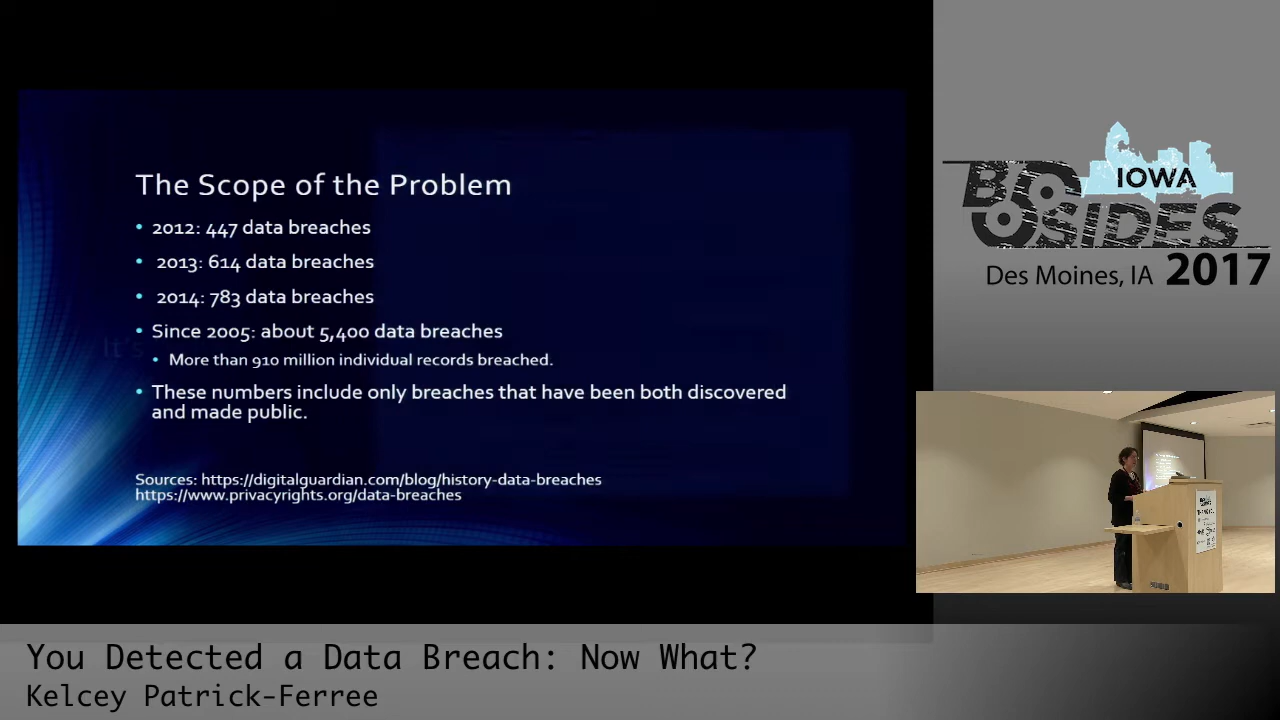 The Scope of the Problem
• 2012: 447 data breaches
• 2013: 614 data breaches
• 2014: 783 data breaches
• Since 2005: about 5,400 data breaches
• More than 910 million individual records breached.
• These numbers include only breaches that have been both discovered
and made public.
It's
Sources: https://digitalguardian.com/blog/history-data-breaches
https://www.privacyrights.org/data-breaches
IOWA
BSIDES
Des Moines, IA 2017
You Detected a Data Breach: Now What?
Kelcey Patrick-Ferree